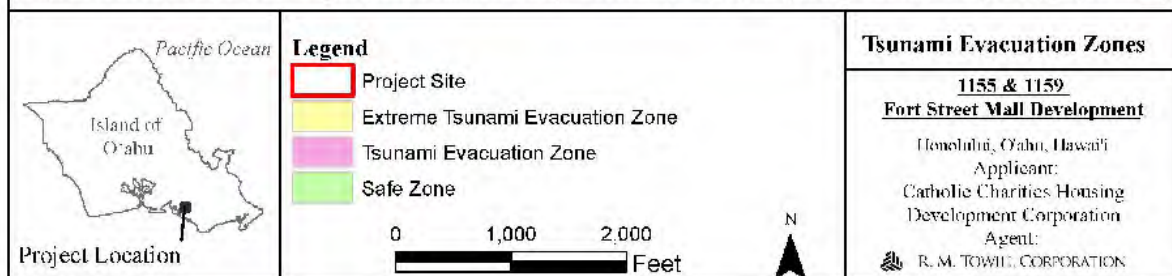 Pacific Ocean
Island of
O'ahu
Project Location
Legend
Project Site
Extreme Tsunami Evacuation Zone
Tsunami Evacuation Zone
Safe Zone
0 1,000 2,000
Feet
N
Tsunami Evacuation Zones
1155 & 1159
Fort Street Mall Development
Honolulu, O'ahu, Hawai'i
Applicant:
Catholic Charities Housing
Development Corporation
Agent:
R. M. TOWILL CORPORATION